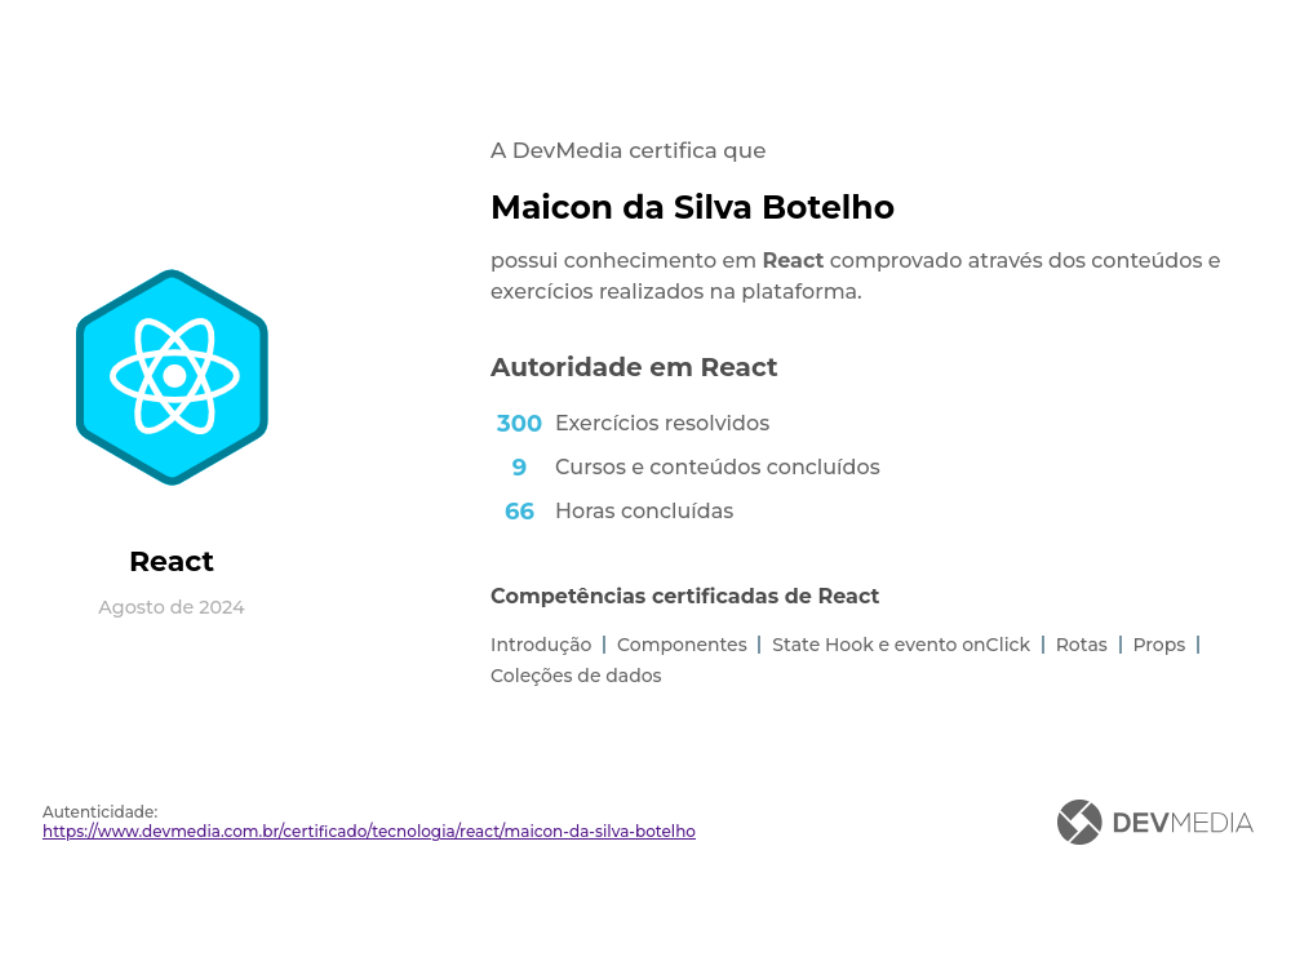 A DevMedia certifica que
Maicon da Silva Botelho
possui conhecimento em React comprovado através dos conteúdos e
exercícios realizados na plataforma.
Autoridade em React
300 Exercícios resolvidos
9 Cursos e conteúdos concluídos
66 Horas concluídas
React
Agosto de 2024
Competências certificadas de React
Introdução | Componentes | State Hook e evento onClick | Rotas | Props |
Coleções de dados
Autenticidade:
https://www.devmedia.com.br/certificado/tecnologia/react/maicon-da-silva-botelho
DEVMEDIA